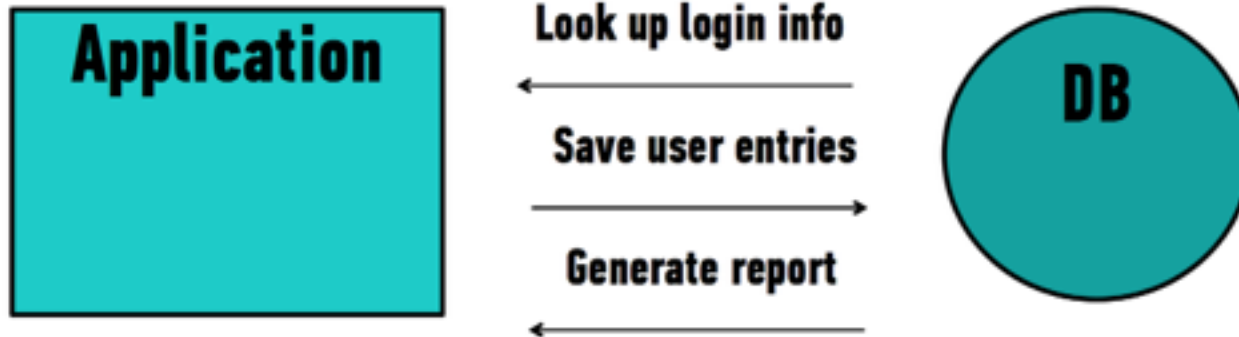 Application
Look up login info
DB
Save user entries
Generate report